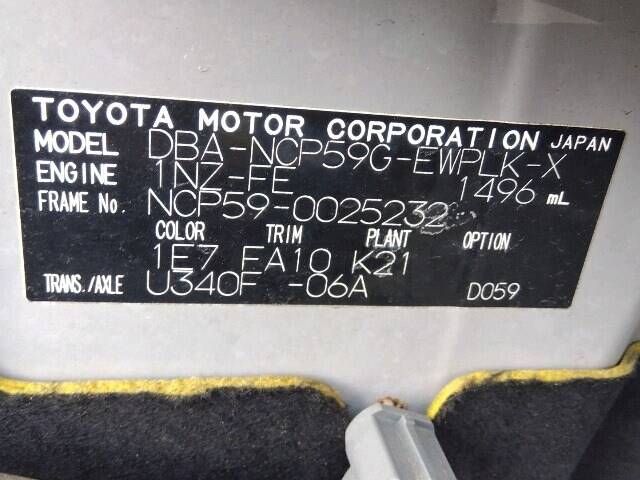 TOYOTA MOTOR CORPORATION JAPAN
MODEL DBA-NCP59G-EWPLK-X
ENGINE 1NZ-FE 1496 mL
FRAME No. NCP59-0025232
COLOR TRIM PLANT OPTION
1E7 FA10 K21
TRANS./AXLE U340F -06A D059